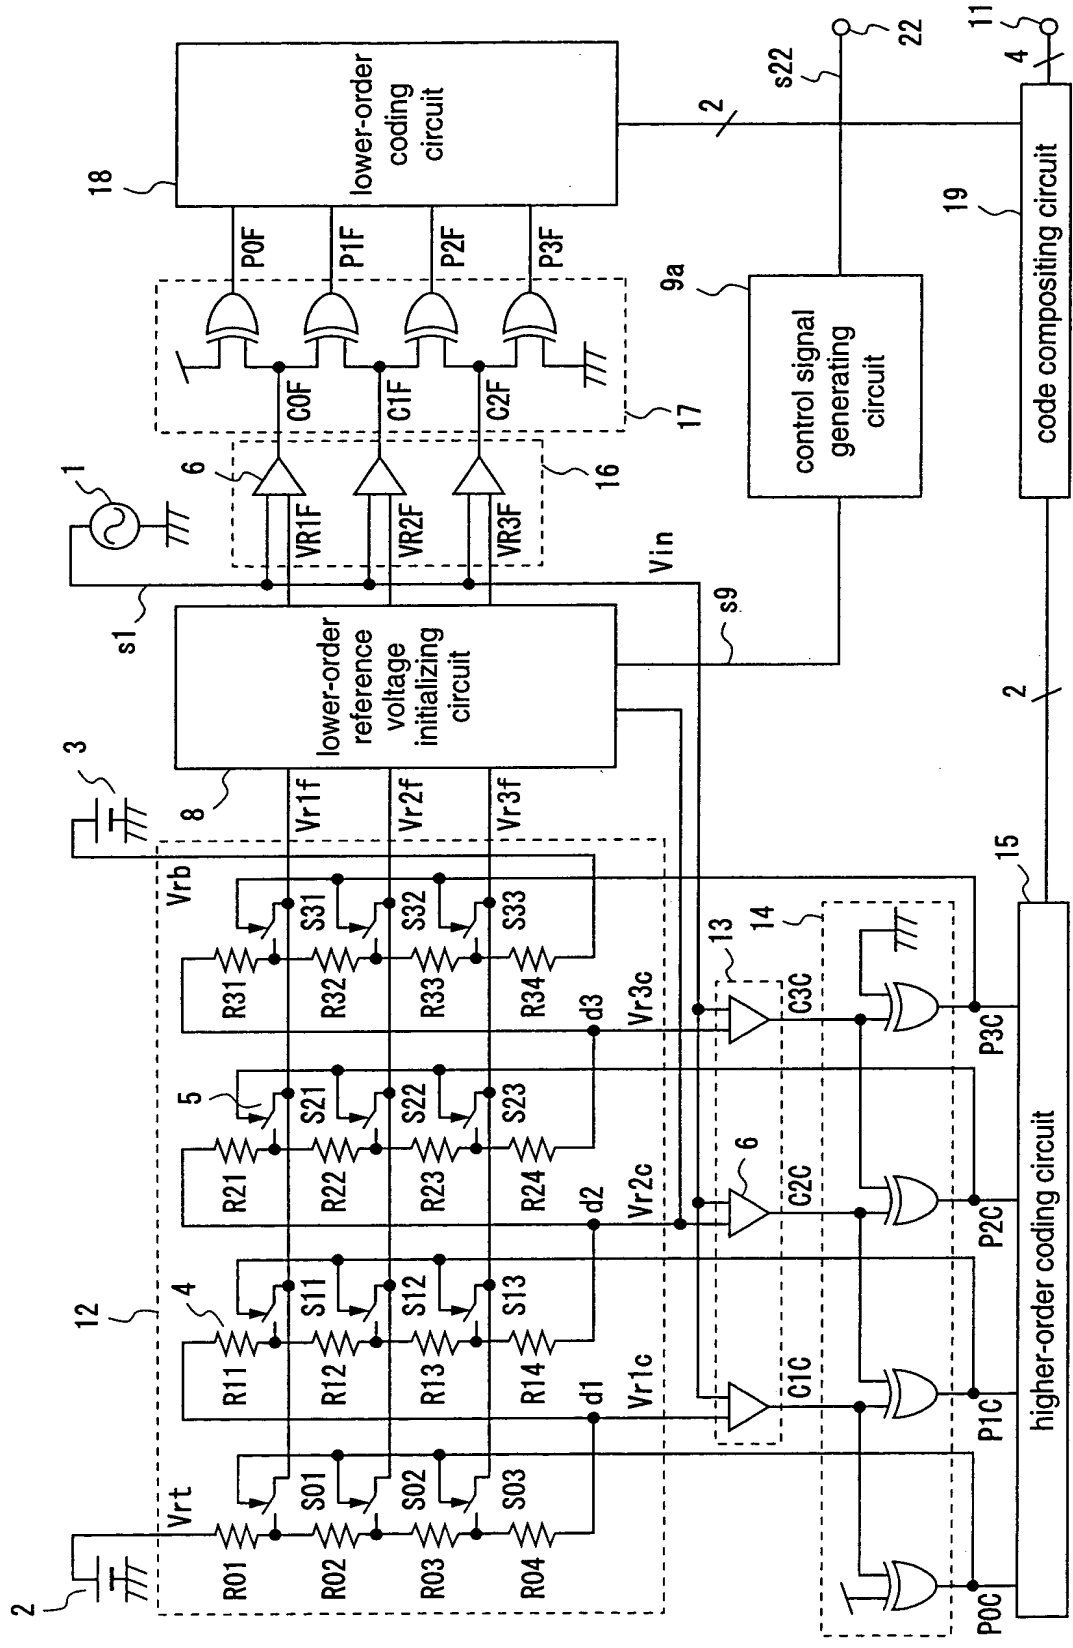 2
Vrt
12
R01
R02
R03
R04
S01
S02
S03
d1
Vr1c
4
R11
R12
R13
R14
S11
S12
S13
d2
Vr2c
5
R21
R22
R23
R24
S21
S22
S23
d3
Vr3c
R31
R32
R33
R34
S31
S32
S33
Vrb
3
Vr1f
Vr2f
Vr3f
8
lower-order
reference
voltage
initializing
circuit
s1
1
Vin
s9
VR1F
VR2F
VR3F
6
16
C0F
C1F
C2F
17
P0F
P1F
P2F
P3F
18
lower-order
coding
circuit
2
9a
control signal
generating
circuit
s22
22
13
6
C1C
C2C
C3C
14
P0C
P1C
P2C
P3C
15
higher-order coding circuit
2
19
code compositing circuit
4
11